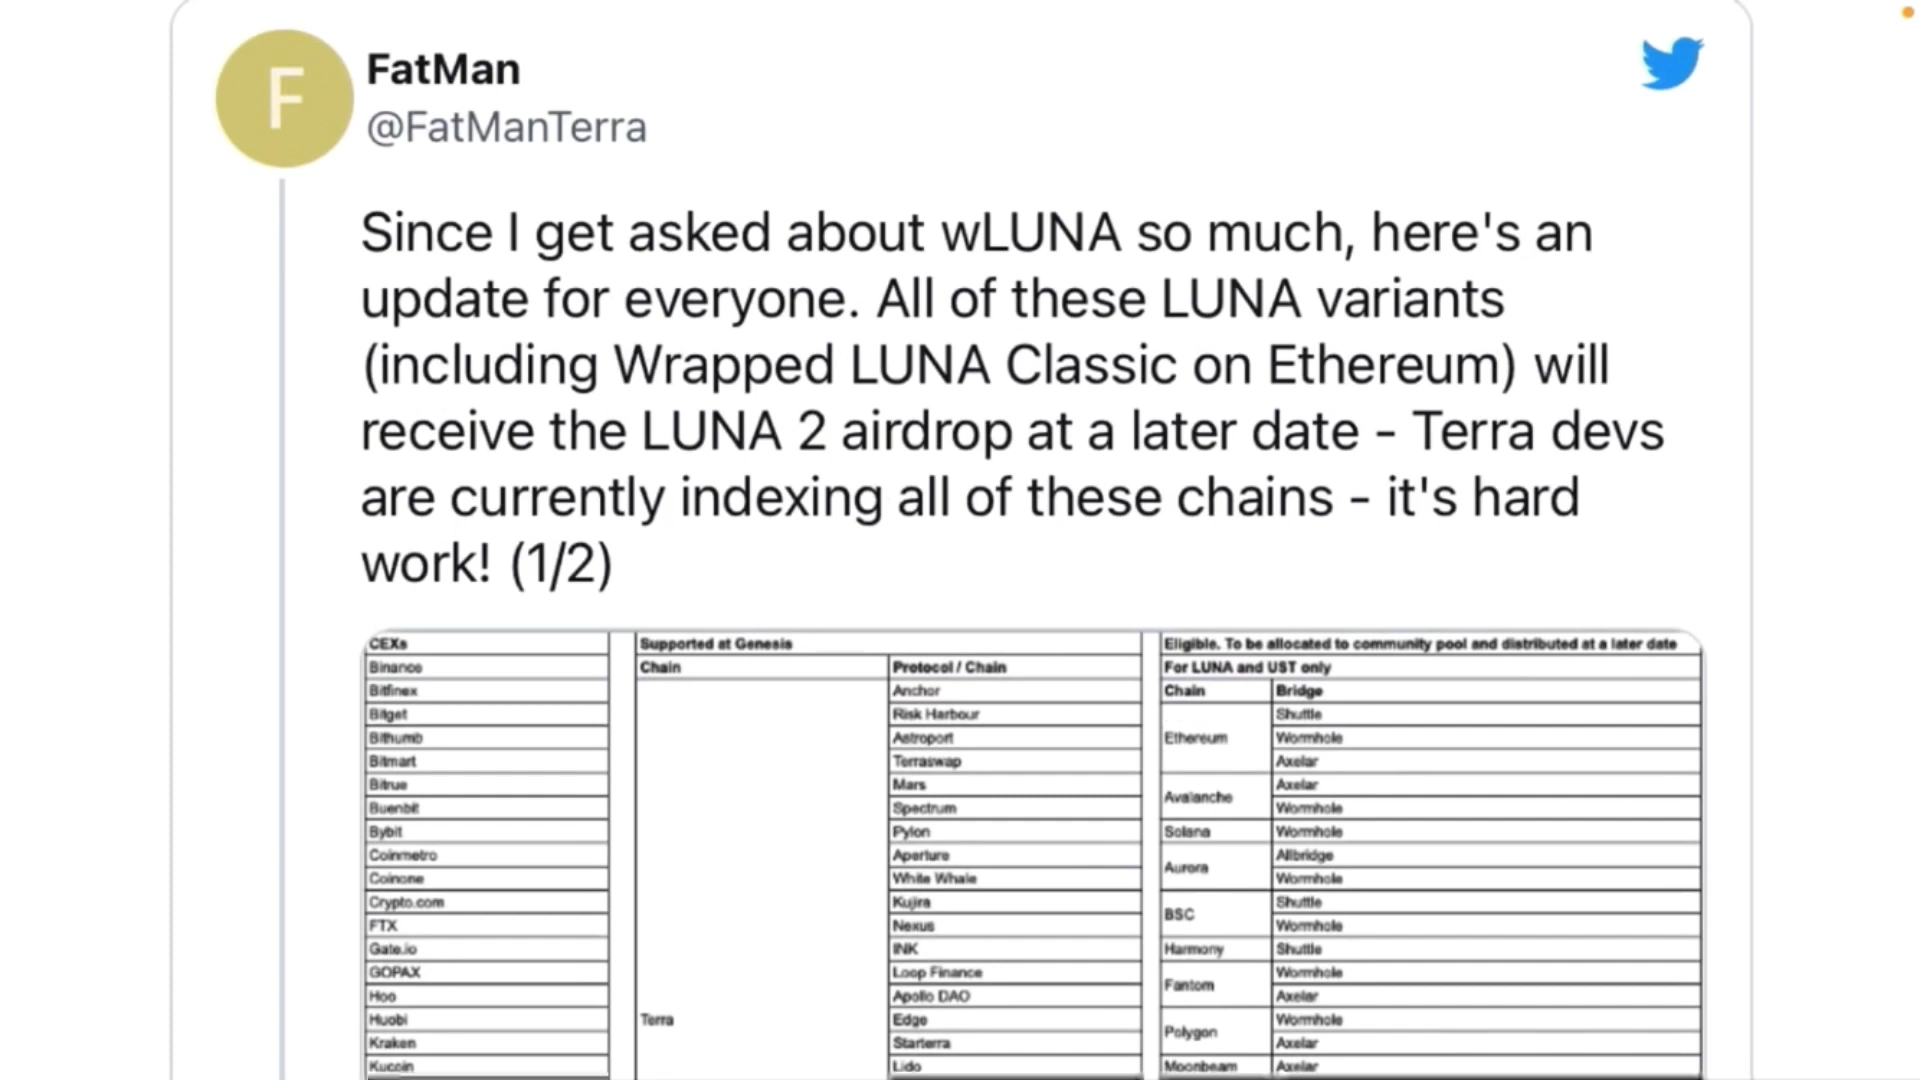 F
FatMan
@FatManTerra
Since I get asked about wLUNA so much, here's an
update for everyone. All of these LUNA variants
(including Wrapped LUNA Classic on Ethereum) will
receive the LUNA 2 airdrop at a later date - Terra devs
are currently indexing all of these chains - it's hard
work! (1/2)
CEXs
Binance
Bitfinex
Bitget
Bithumb
Bitmart
Bitrue
Buenbit
Bybit
Coinmetro
Coinone
Crypto.com
FTX
Gate.io
GOPAX
Hoo
Huobi
Kraken
Kucoin
Supported at Genesis
Chain
Protocol / Chain
Terra
Anchor
Risk Harbour
Astroport
Terraswap
Mars
Spectrum
Pylon
Aperture
White Whale
Kujira
Nexus
INK
Loop Finance
Apollo DAO
Edge
Starterra
Lido
Eligible. To be allocated to community pool and distributed at a later date
For LUNA and UST only
Chain
Bridge
Ethereum
Shuttle
Wormhole
Axelar
Avalanche
Axelar
Wormhole
Solana
Wormhole
Aurora
Allbridge
Wormhole
BSC
Shuttle
Wormhole
Harmony
Shuttle
Fantom
Wormhole
Axelar
Polygon
Wormhole
Axelar
Moonbeam
Axelar